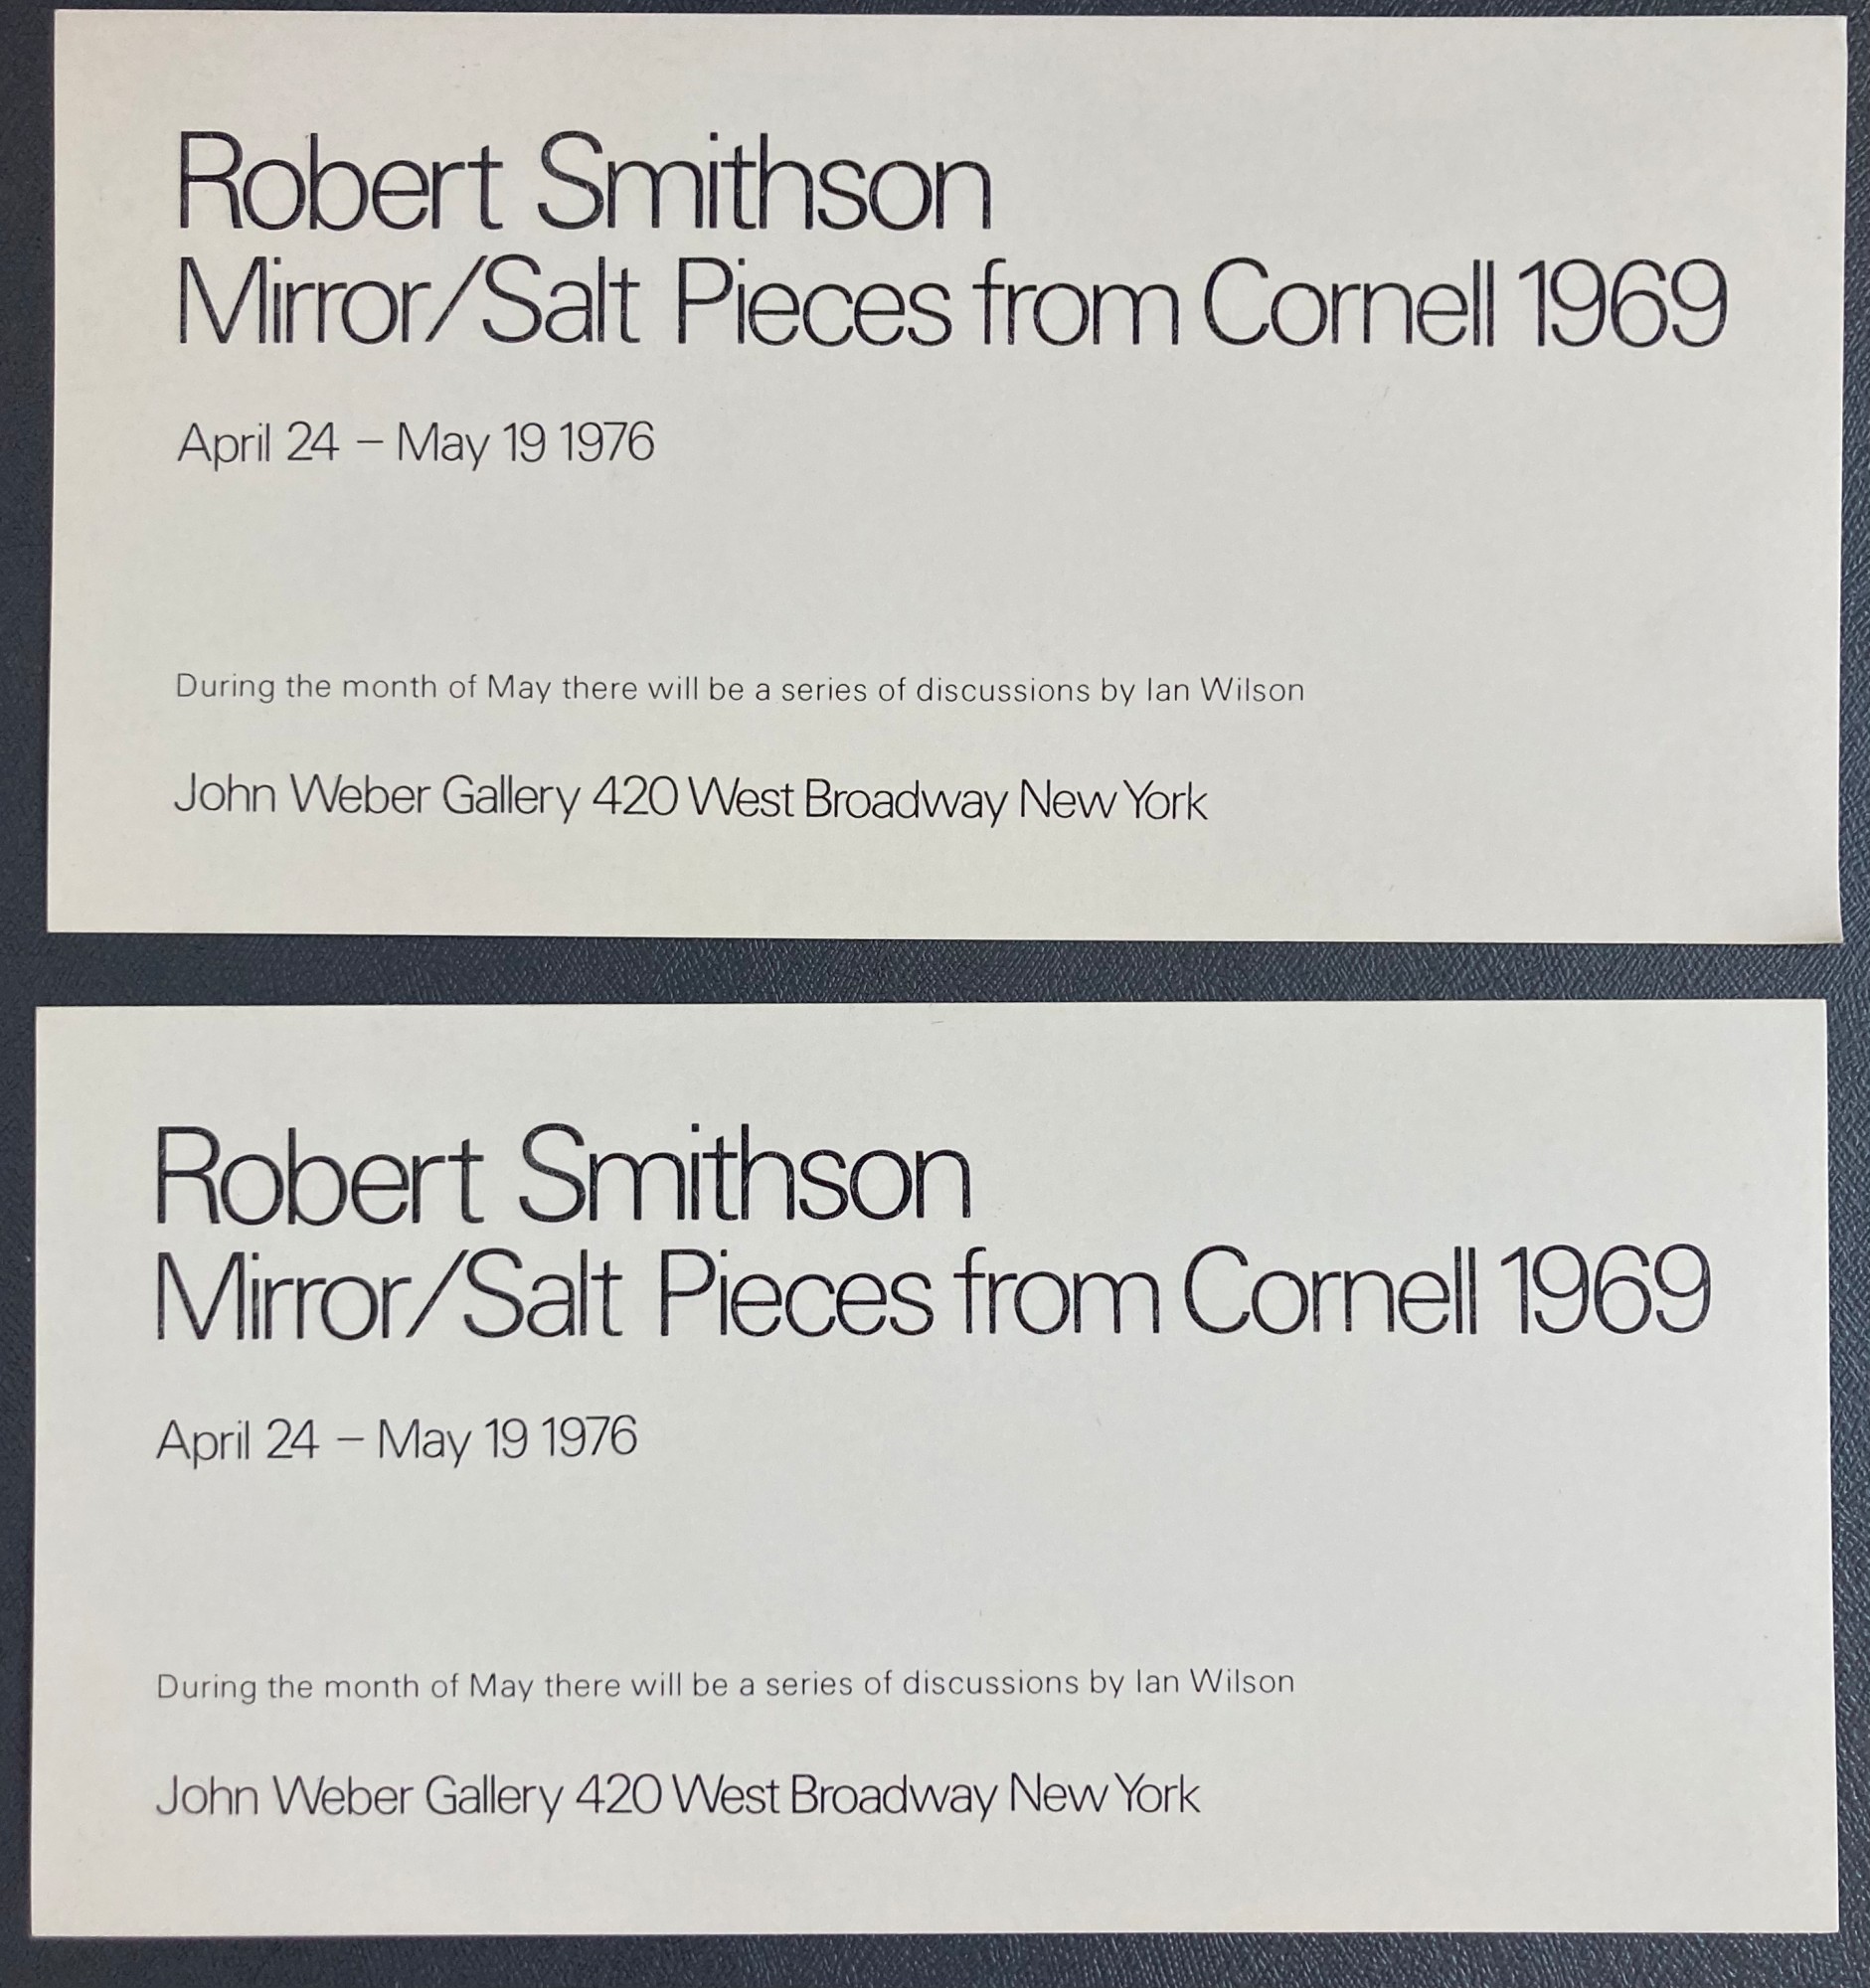 Robert Smithson
Mirror/Salt Pieces from Cornell 1969
April 24 – May 19 1976
During the month of May there will be a series of discussions by Ian Wilson
John Weber Gallery 420 West Broadway New York
Robert Smithson
Mirror/Salt Pieces from Cornell 1969
April 24 – May 19 1976
During the month of May there will be a series of discussions by Ian Wilson
John Weber Gallery 420 West Broadway New York